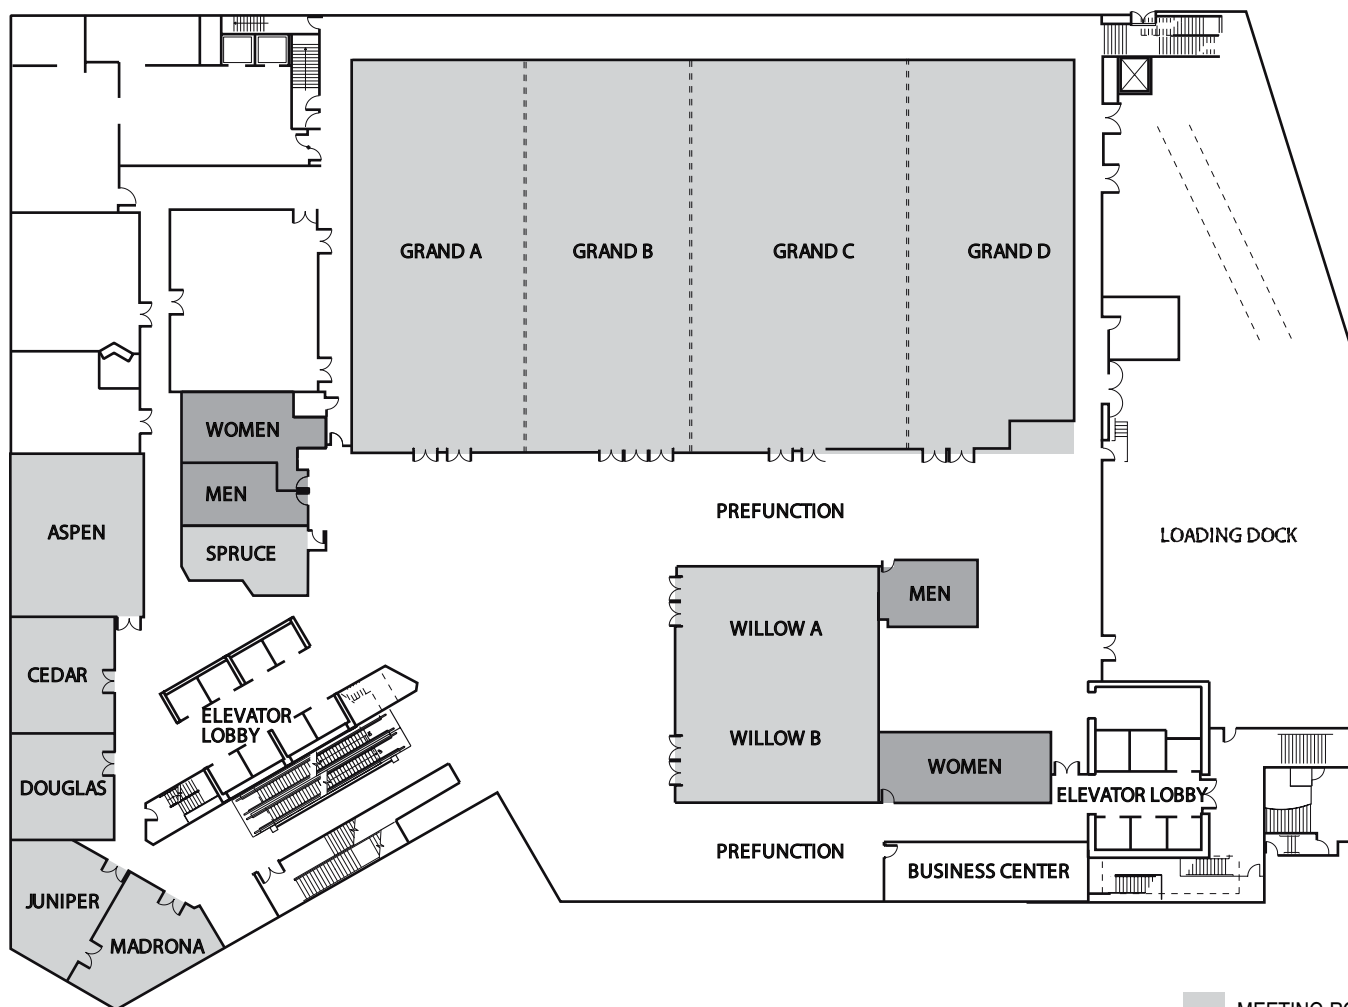 GRAND A
GRAND B
GRAND C
GRAND D
WOMEN
MEN
ASPEN
SPRUCE
PREFUNCTION
LOADING DOCK
MEN
WILLOW A
CEDAR
ELEVATOR
LOBBY
WILLOW B
WOMEN
DOUGLAS
ELEVATOR LOBBY
PREFUNCTION
BUSINESS CENTER
JUNIPER
MADRONA
MEETING